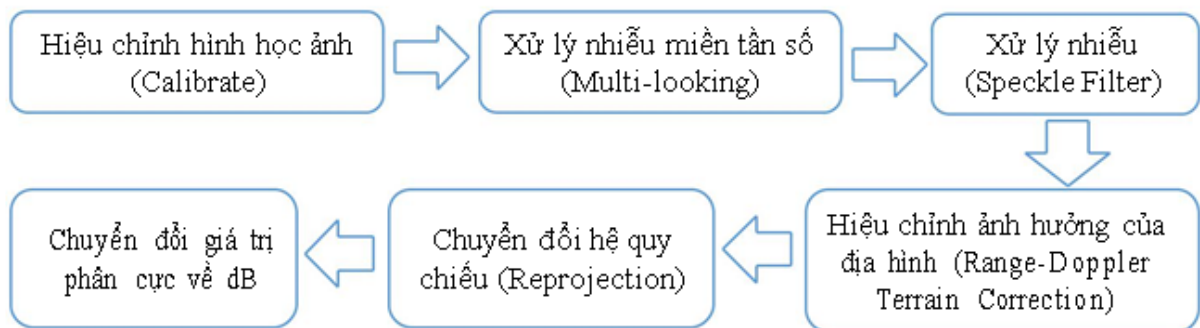 Hiệu chỉnh hình học ảnh
(Calibrate)
Xử lý nhiễu miền tần số
(Multi-looking)
Xử lý nhiễu
(Speckle Filter)
Hiệu chỉnh ảnh hưởng của
địa hình (Range-Doppler
Terrain Correction)
Chuyển đổi hệ quy
chiếu (Reprojection)
Chuyển đổi giá trị
phân cực về dB